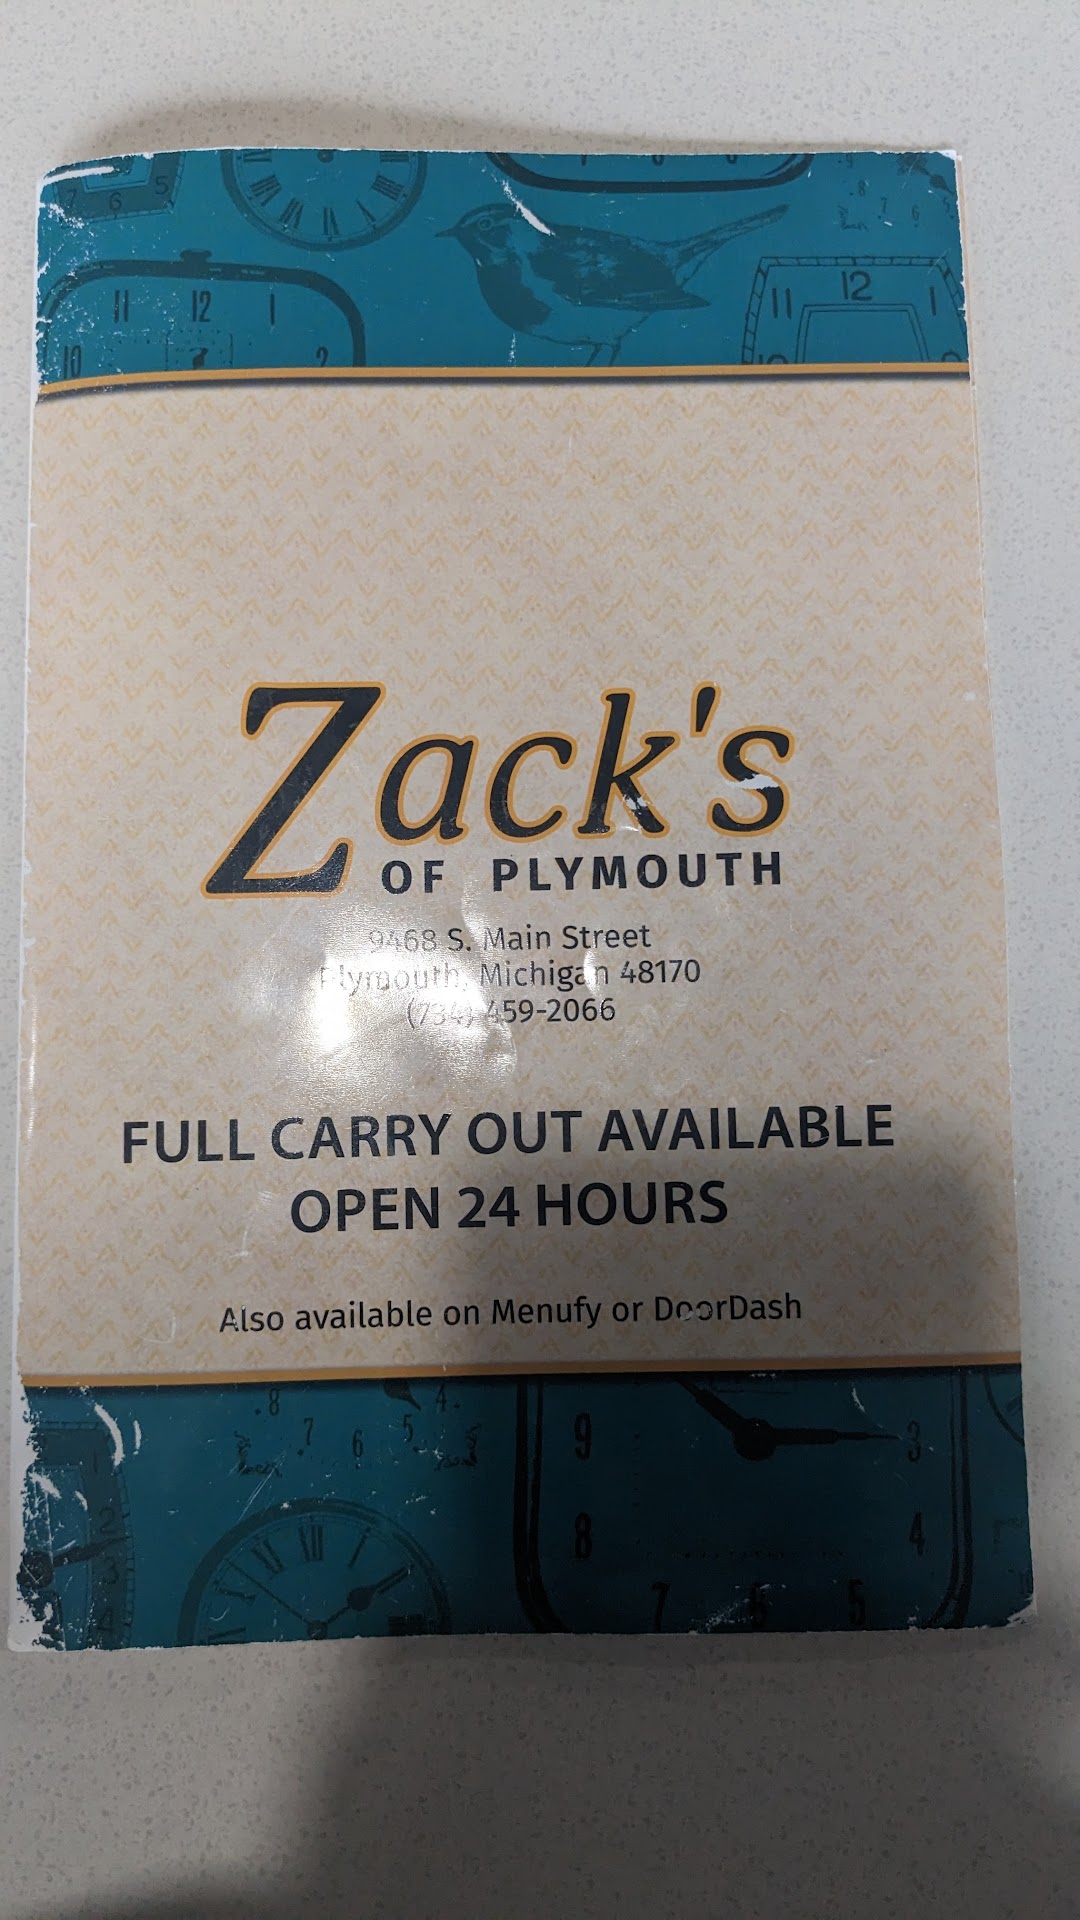 Zack's
OF PLYMOUTH
9468 S. Main Street
Plymouth, Michigan 48170
(734) 459-2066
FULL CARRY OUT AVAILABLE
OPEN 24 HOURS
Also available on Menufy or DoorDash